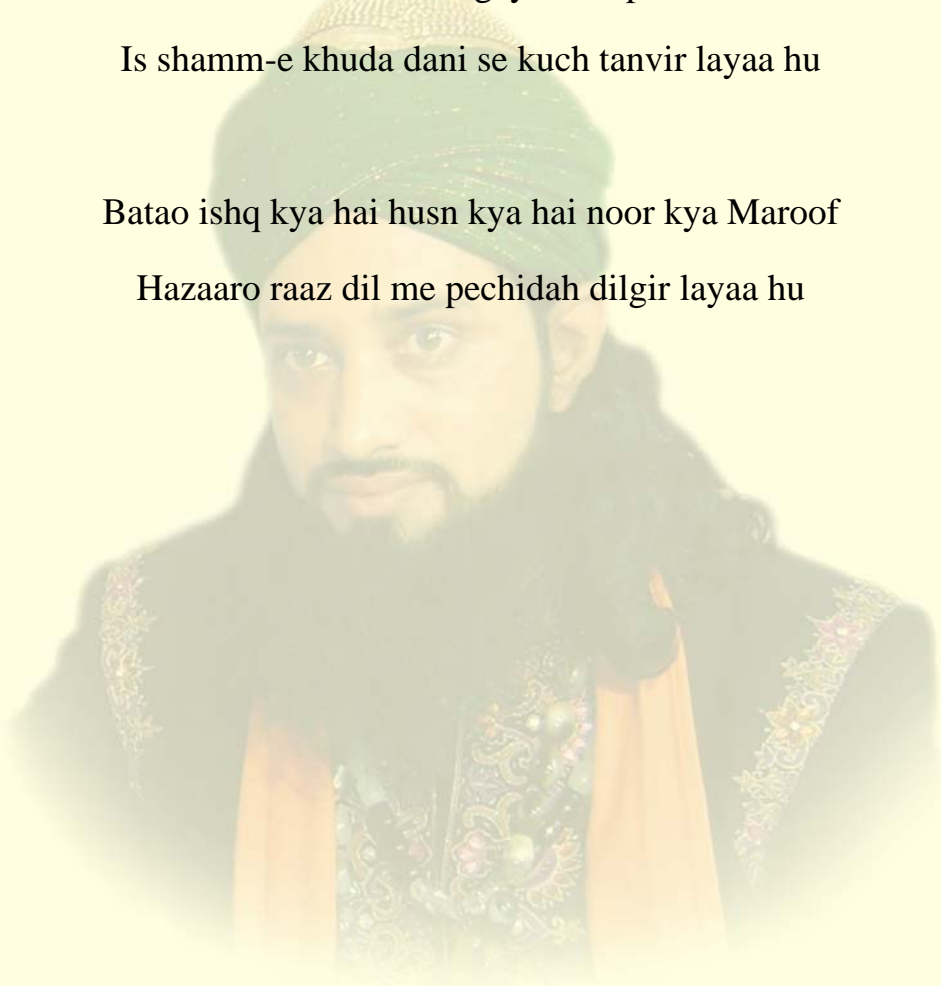 Is shamm-e khuda dani se kuch tanvir layaa hu
Batao ishq kya hai husn kya hai noor kya Maroof
Hazaaro raaz dil me pechidah dilgir layaa hu